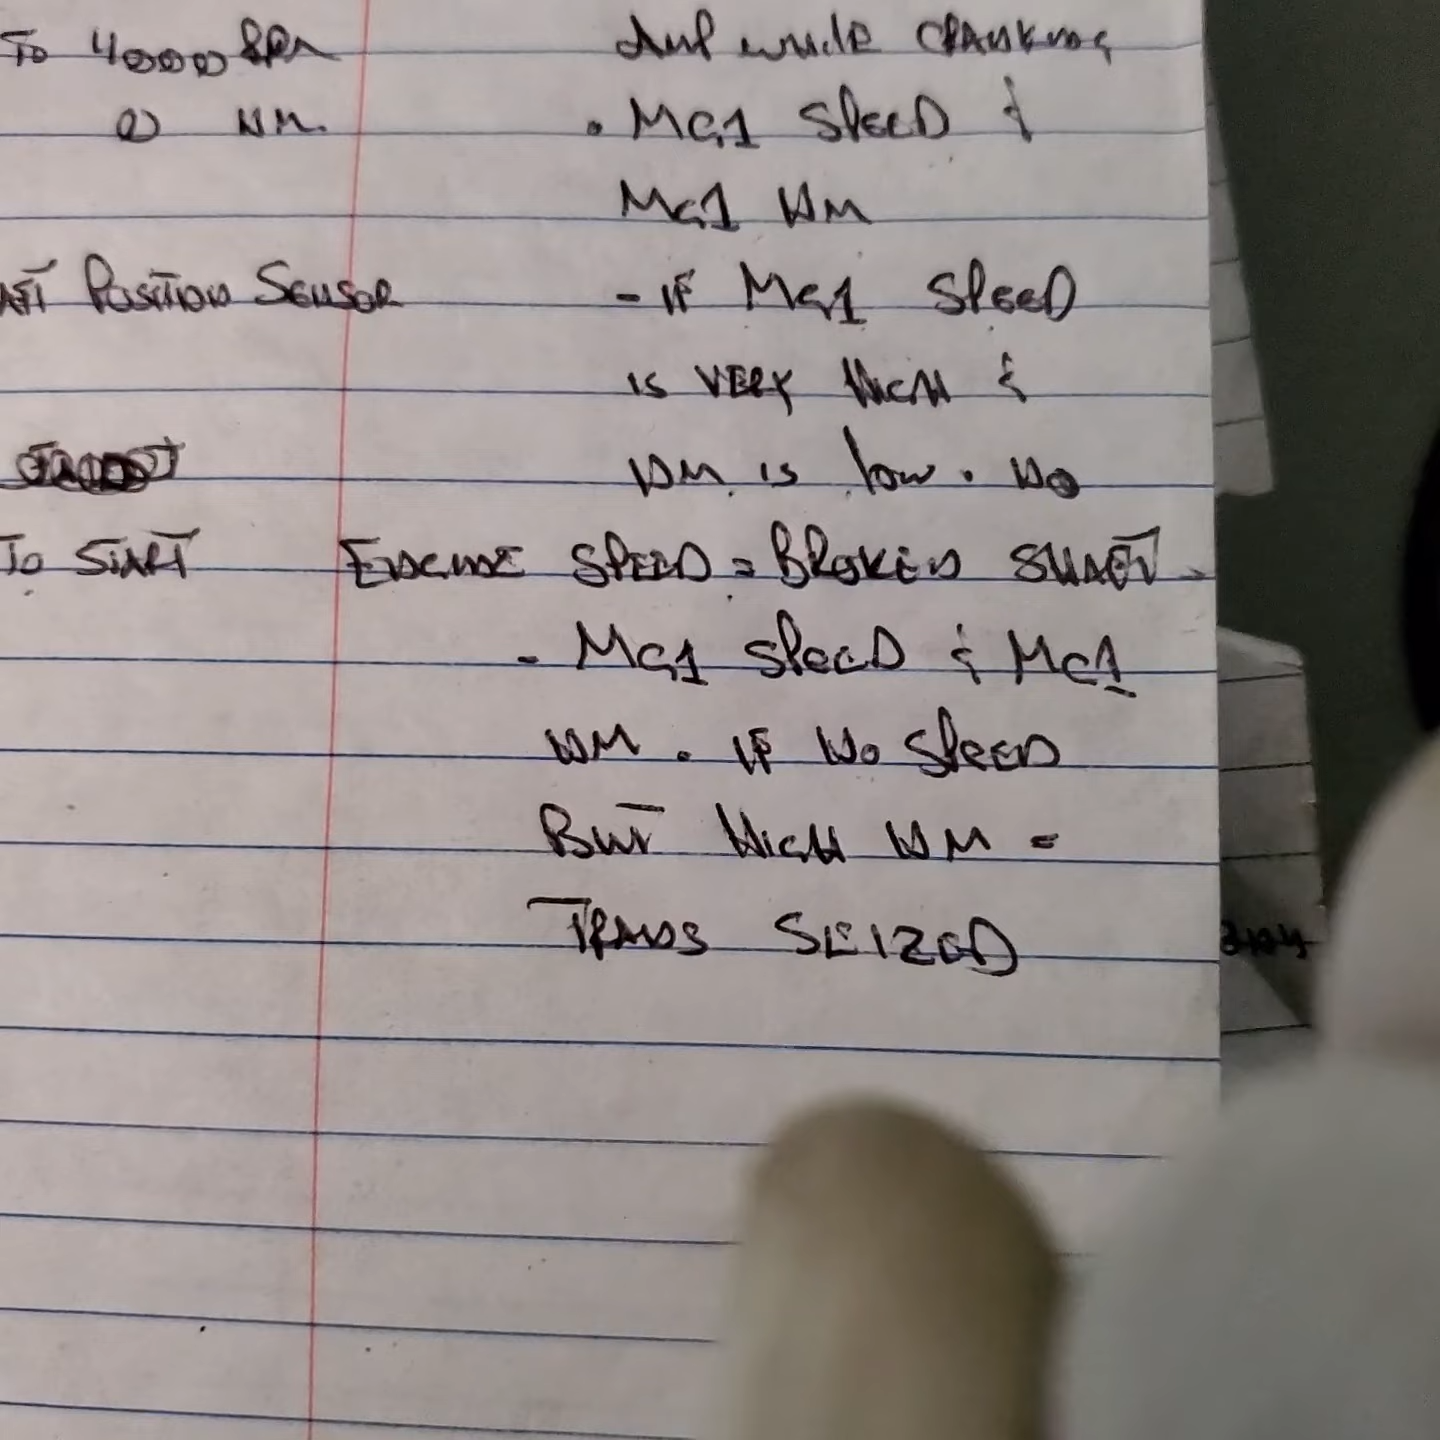 To 4000 RPM
0 NM.
Position Sensor
To START
while CRANKING
. MG1 SPEED &
MG1 NM
- IF MG1 SPEED
IS VERY HIGH &
NM IS low. NO
ENGINE SPEED = BROKEN SHAFT
- MG1 SPEED & MG1
NM. IF NO SPEED
BUT HIGH NM =
TRANS SEIZED